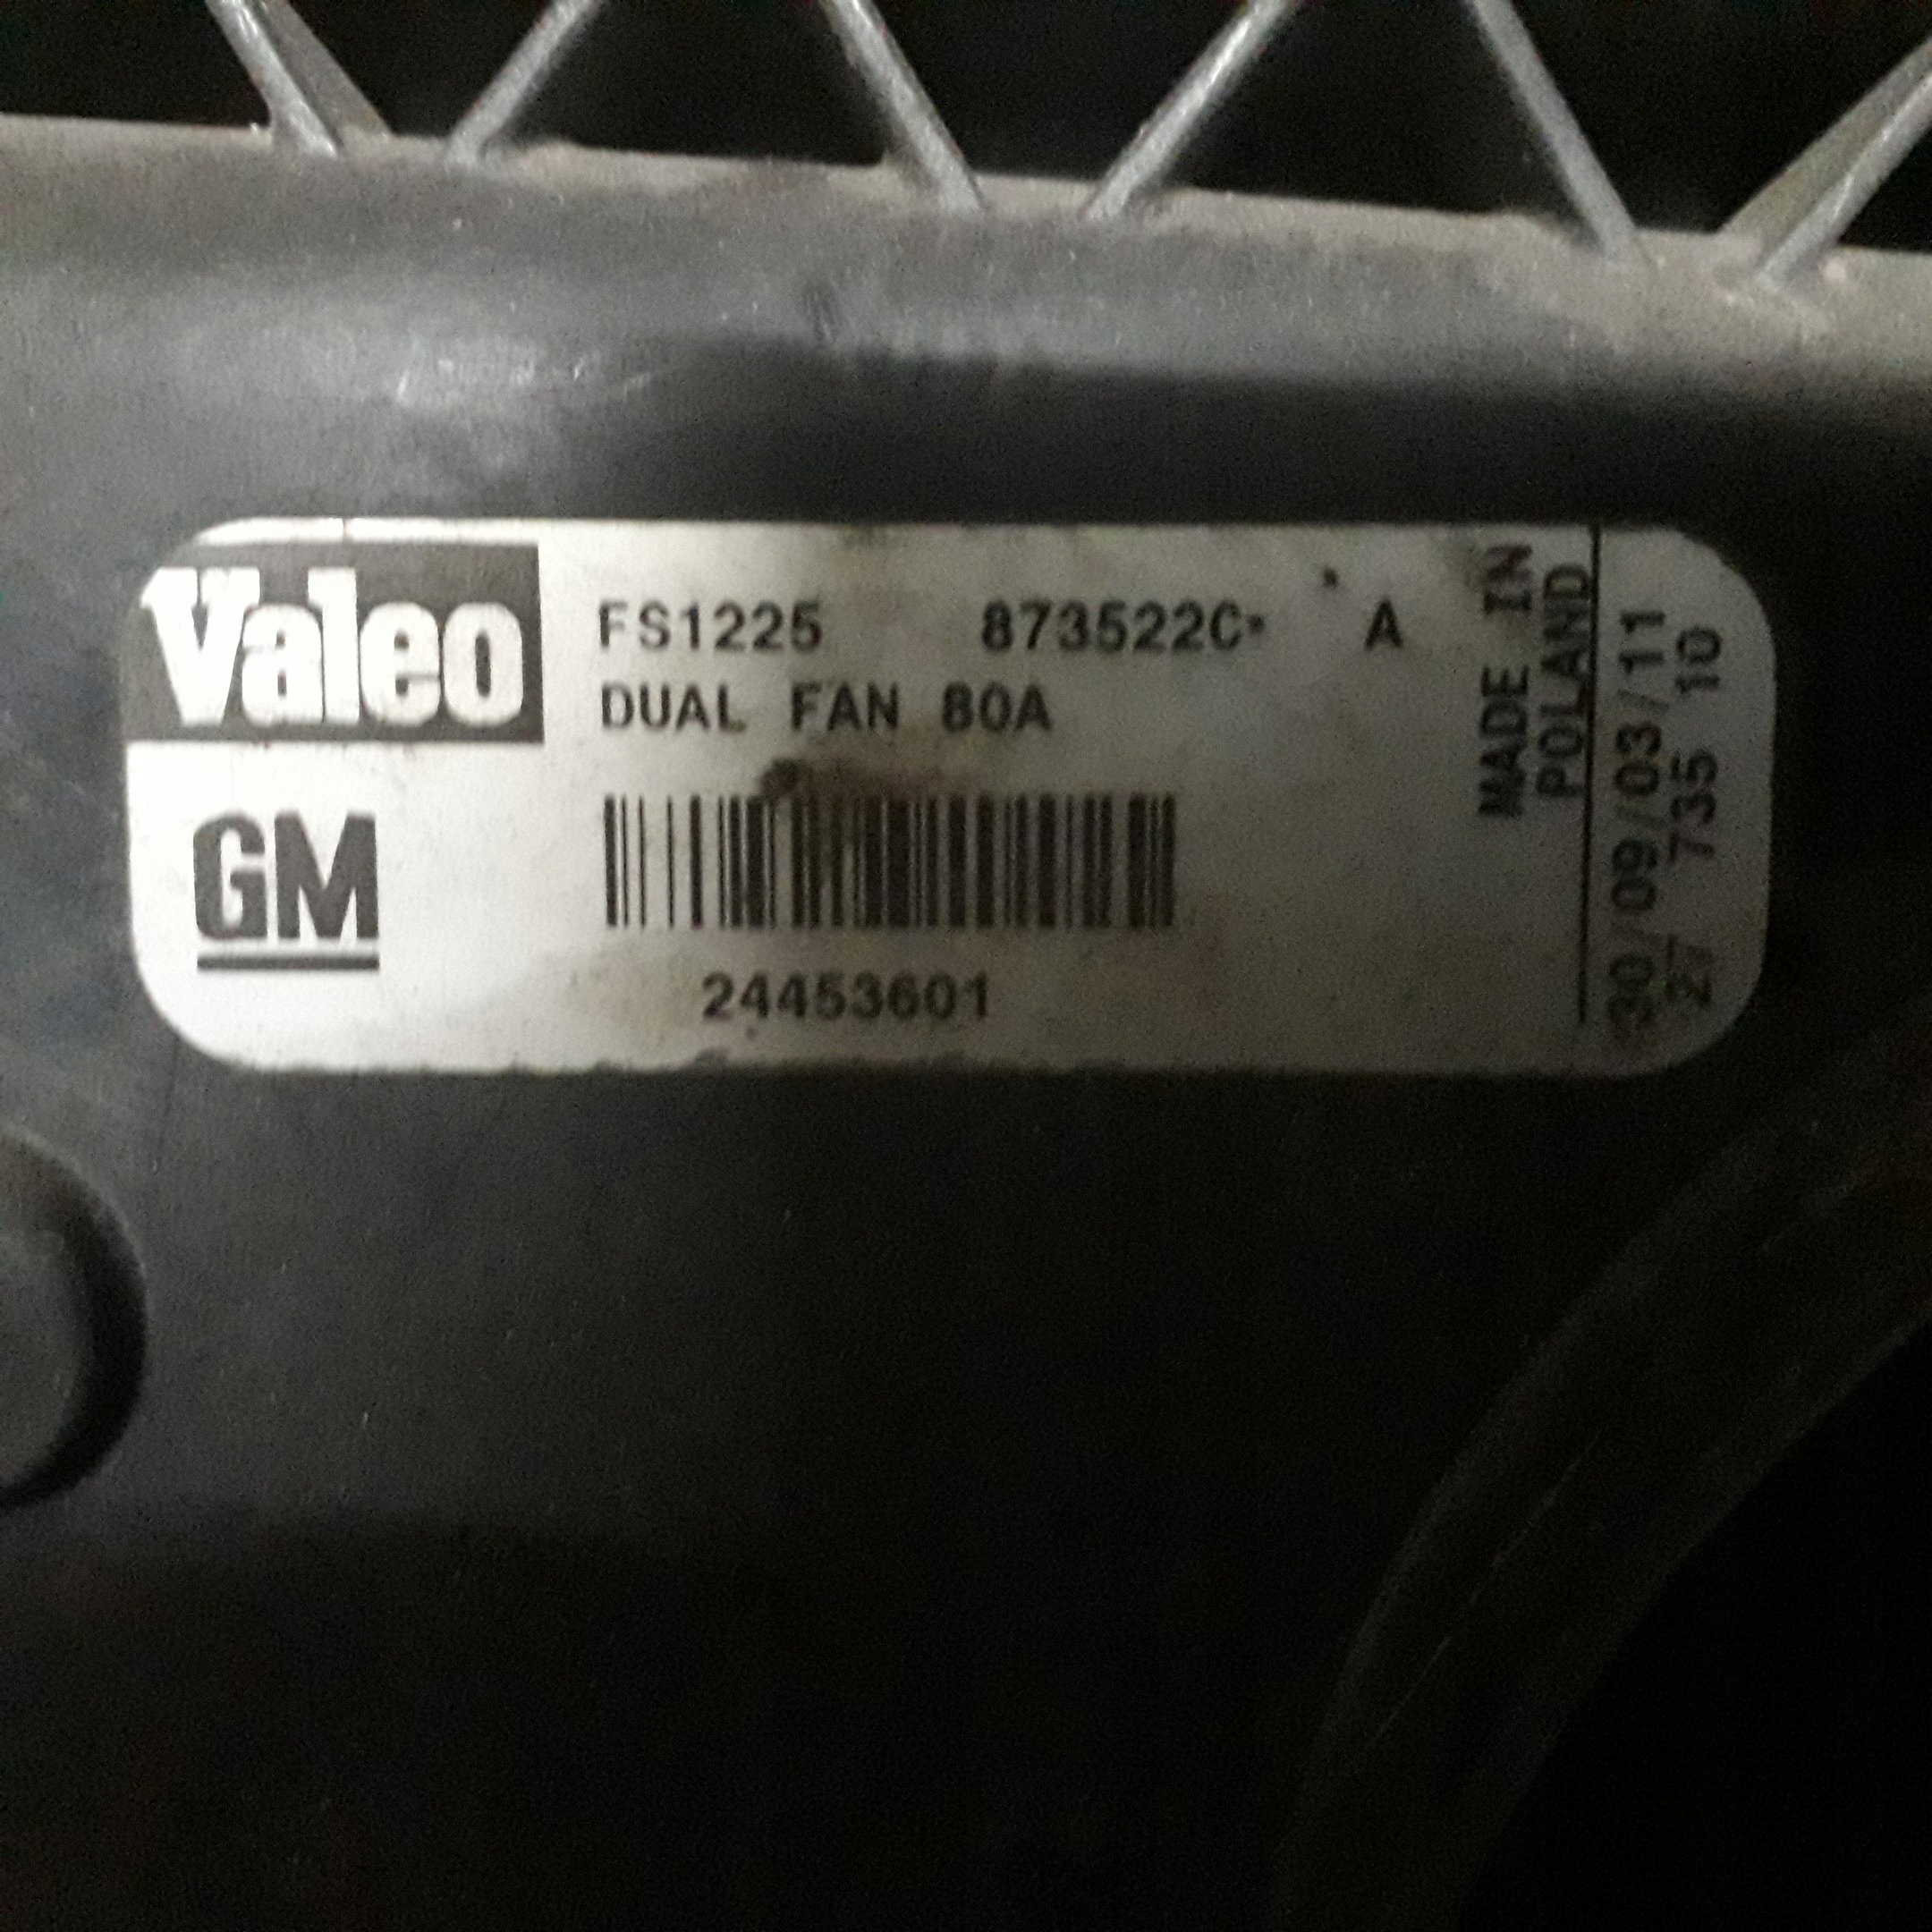 Valeo
FS1225 873522C* A
DUAL FAN 80A
GM
24453601
MADE IN
POLAND
30/09/03/11
27 735 10